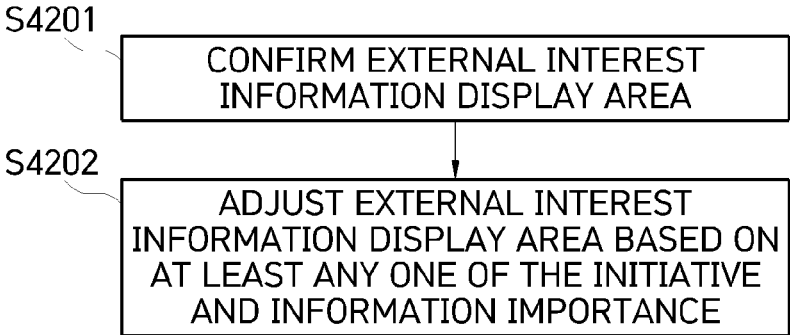 S4201
CONFIRM EXTERNAL INTEREST
INFORMATION DISPLAY AREA
S4202
ADJUST EXTERNAL INTEREST
INFORMATION DISPLAY AREA BASED ON
AT LEAST ANY ONE OF THE INITIATIVE
AND INFORMATION IMPORTANCE